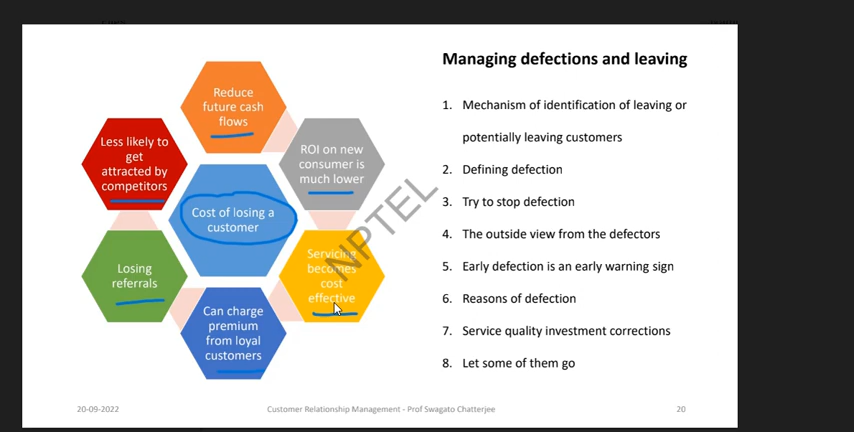 Managing defections and leaving
Reduce
future cash
flows
ROI on new
consumer is
much lower
Servicing
becomes
cost
effective
Can charge
premium
from loyal
customers
Losing
referrals
Less likely to
get
attracted by
competitors
Cost of losing a
customer
1. Mechanism of identification of leaving or
potentially leaving customers
2. Defining defection
3. Try to stop defection
4. The outside view from the defectors
5. Early defection is an early warning sign
6. Reasons of defection
7. Service quality investment corrections
8. Let some of them go
NPTEL
20-09-2022
Customer Relationship Management - Prof Swagato Chatterjee
20